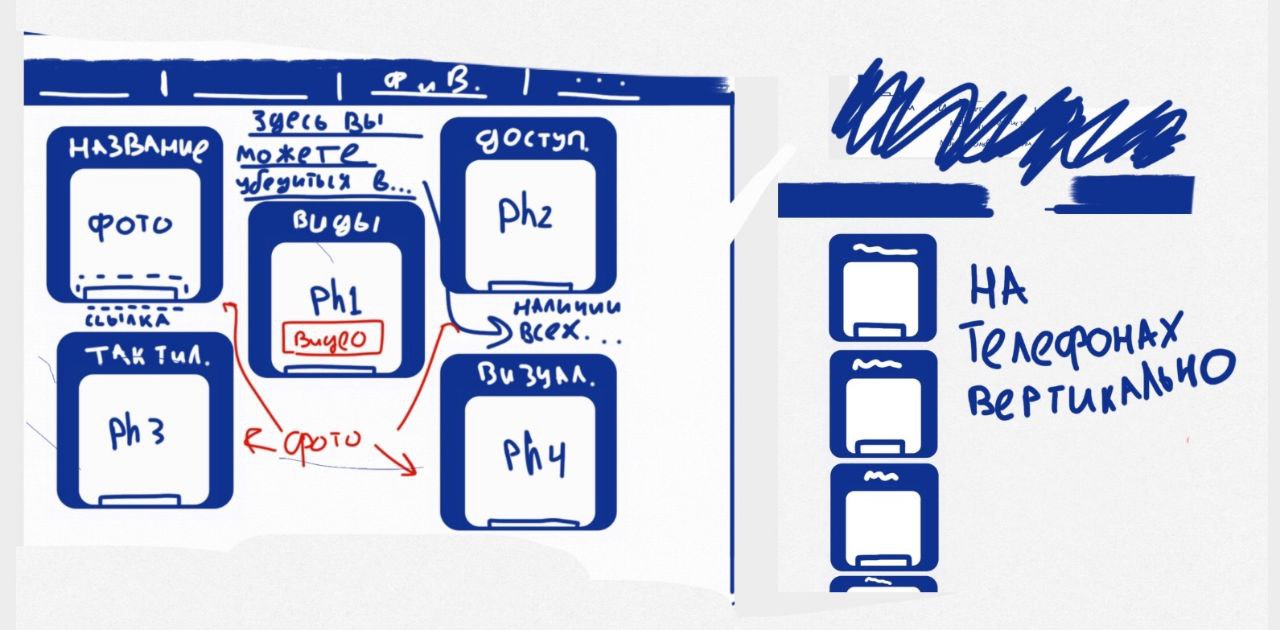 Ф и В.
...
Здесь вы
можете
убедиться в...
НАЗВАНИЕ
ФОТО
ССЫЛКА
ВИДЫ
Ph1
Видео
ДОСТУП.
Ph2
НАЛИЧИИ
ВСЕХ...
ТАКТИЛ.
Ph3
ФОТО
ВИЗУАЛ.
Ph4
НА
ТЕЛЕФОНАХ
ВЕРТИКАЛЬНО